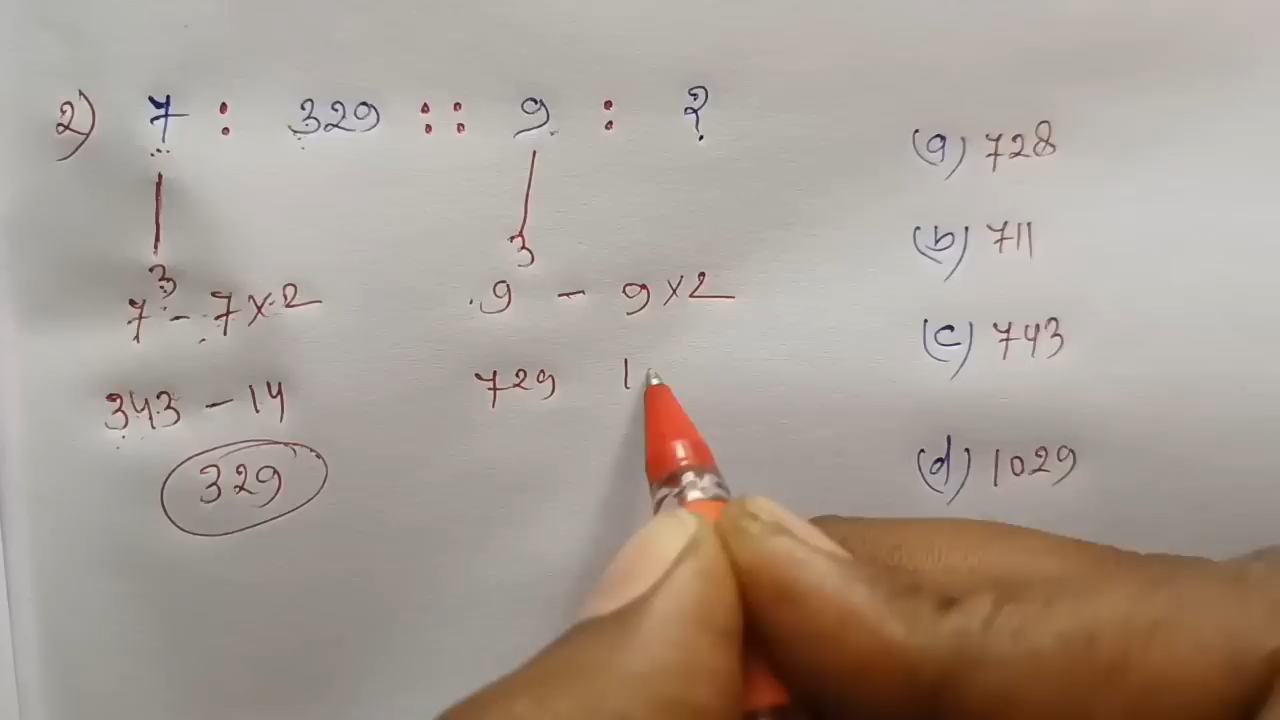 2) 7 : 329 :: 9 : ?
7³ - 7×2
343 - 14
329
9³ - 9×2
729 1
(a) 728
(b) 711
(c) 743
(d) 1029